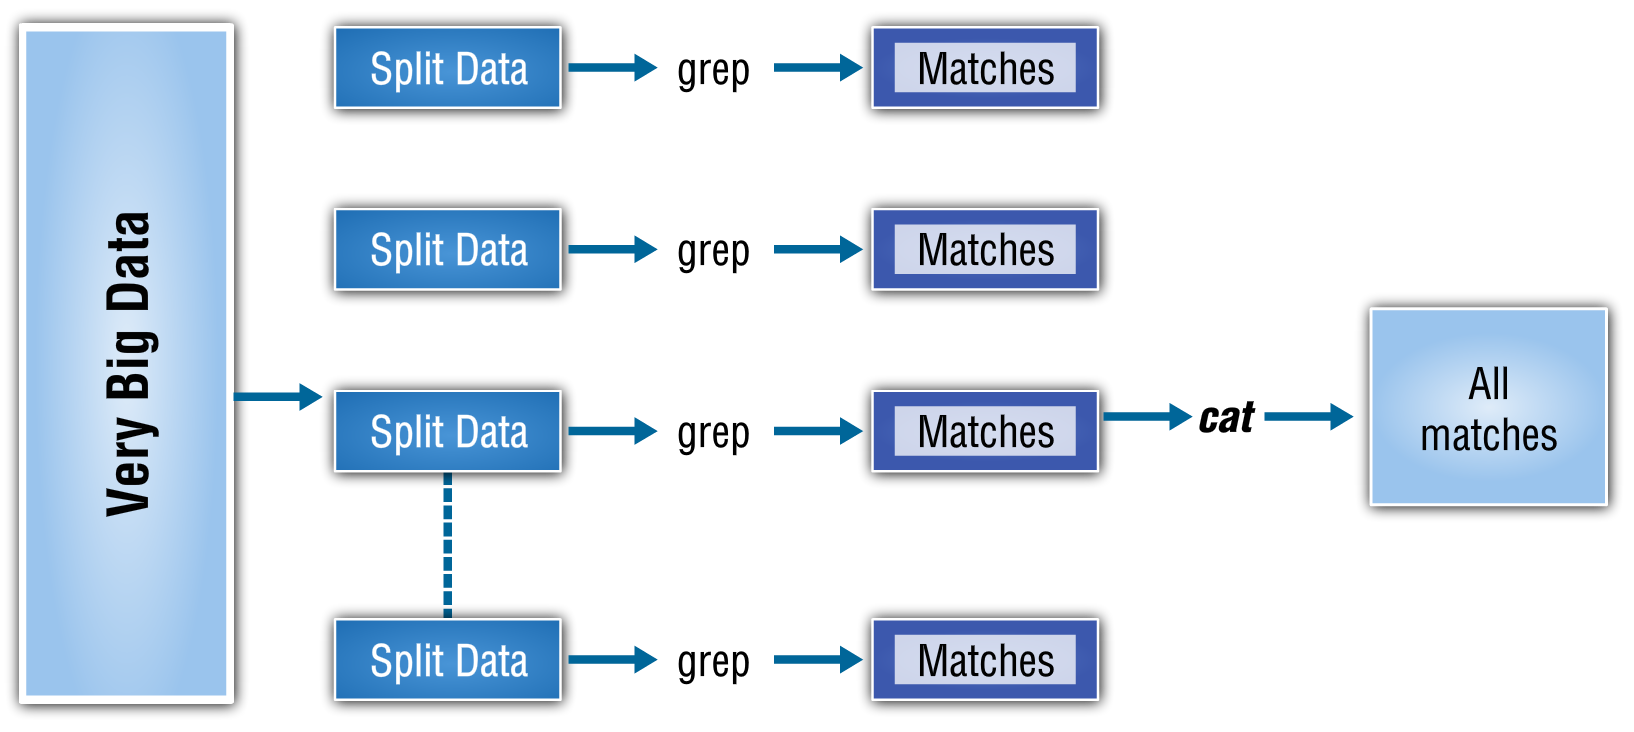 Very Big Data
Split Data
grep
Matches
Split Data
grep
Matches
Split Data
grep
Matches
cat
All
matches
Split Data
grep
Matches